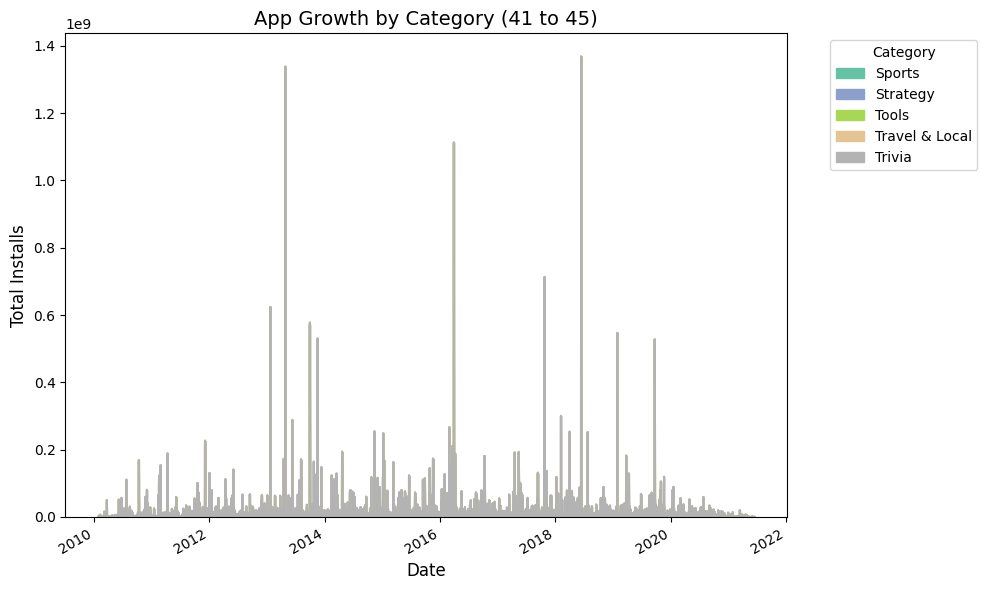 App Growth by Category (41 to 45)
1e9
1.4
1.2
1.0
0.8
0.6
0.4
0.2
0.0
Total Installs
2010
2012
2014
2016
2018
2020
2022
Date
Category
Sports
Strategy
Tools
Travel & Local
Trivia